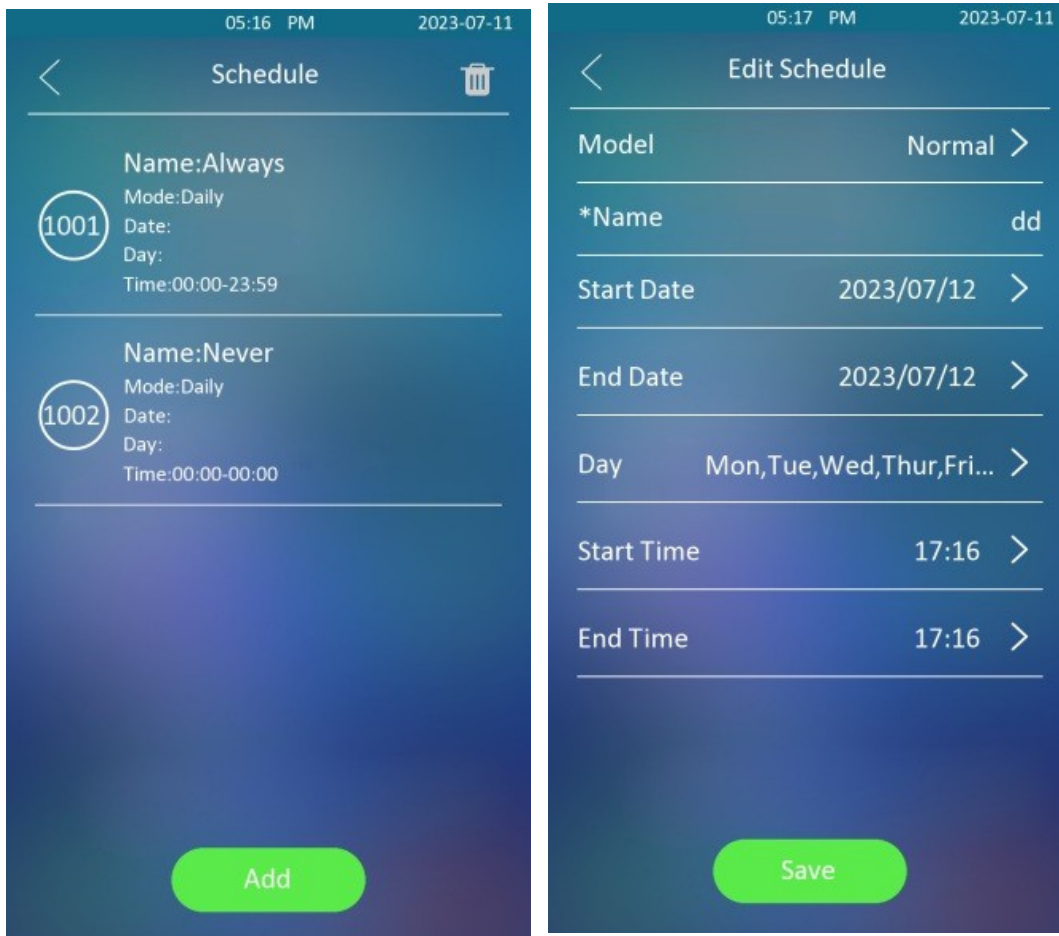 05:16 PM 2023-07-11
Schedule
Name:Always
Mode:Daily
1001
Date:
Day:
Time:00:00-23:59
Name:Never
Mode:Daily
1002
Date:
Day:
Time:00:00-00:00
Add
05:17 PM 2023-07-11
Edit Schedule
Model Normal
*Name dd
Start Date 2023/07/12
End Date 2023/07/12
Day Mon,Tue,Wed,Thur,Fri...
Start Time 17:16
End Time 17:16
Save